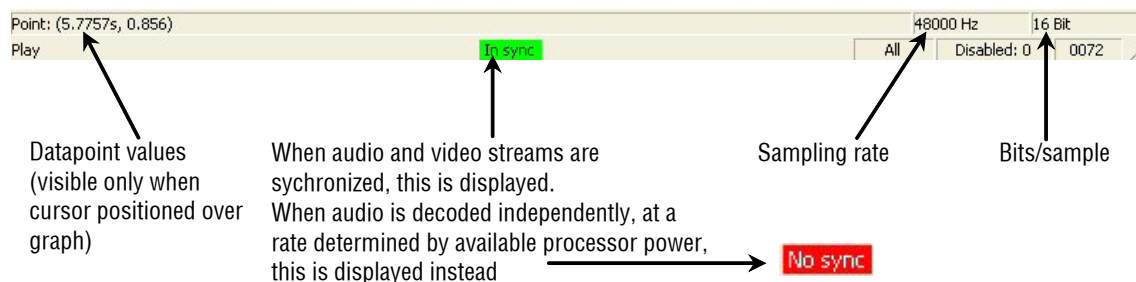 Point: (5.7757s, 0.856) 48000 Hz 16 Bit
Play In sync All Disabled: 0 0072
Datapoint values
(visible only when
cursor positioned over
graph)
When audio and video streams are
sychronized, this is displayed.
When audio is decoded independently, at a
rate determined by available processor power,
this is displayed instead
No sync
Sampling rate
Bits/sample